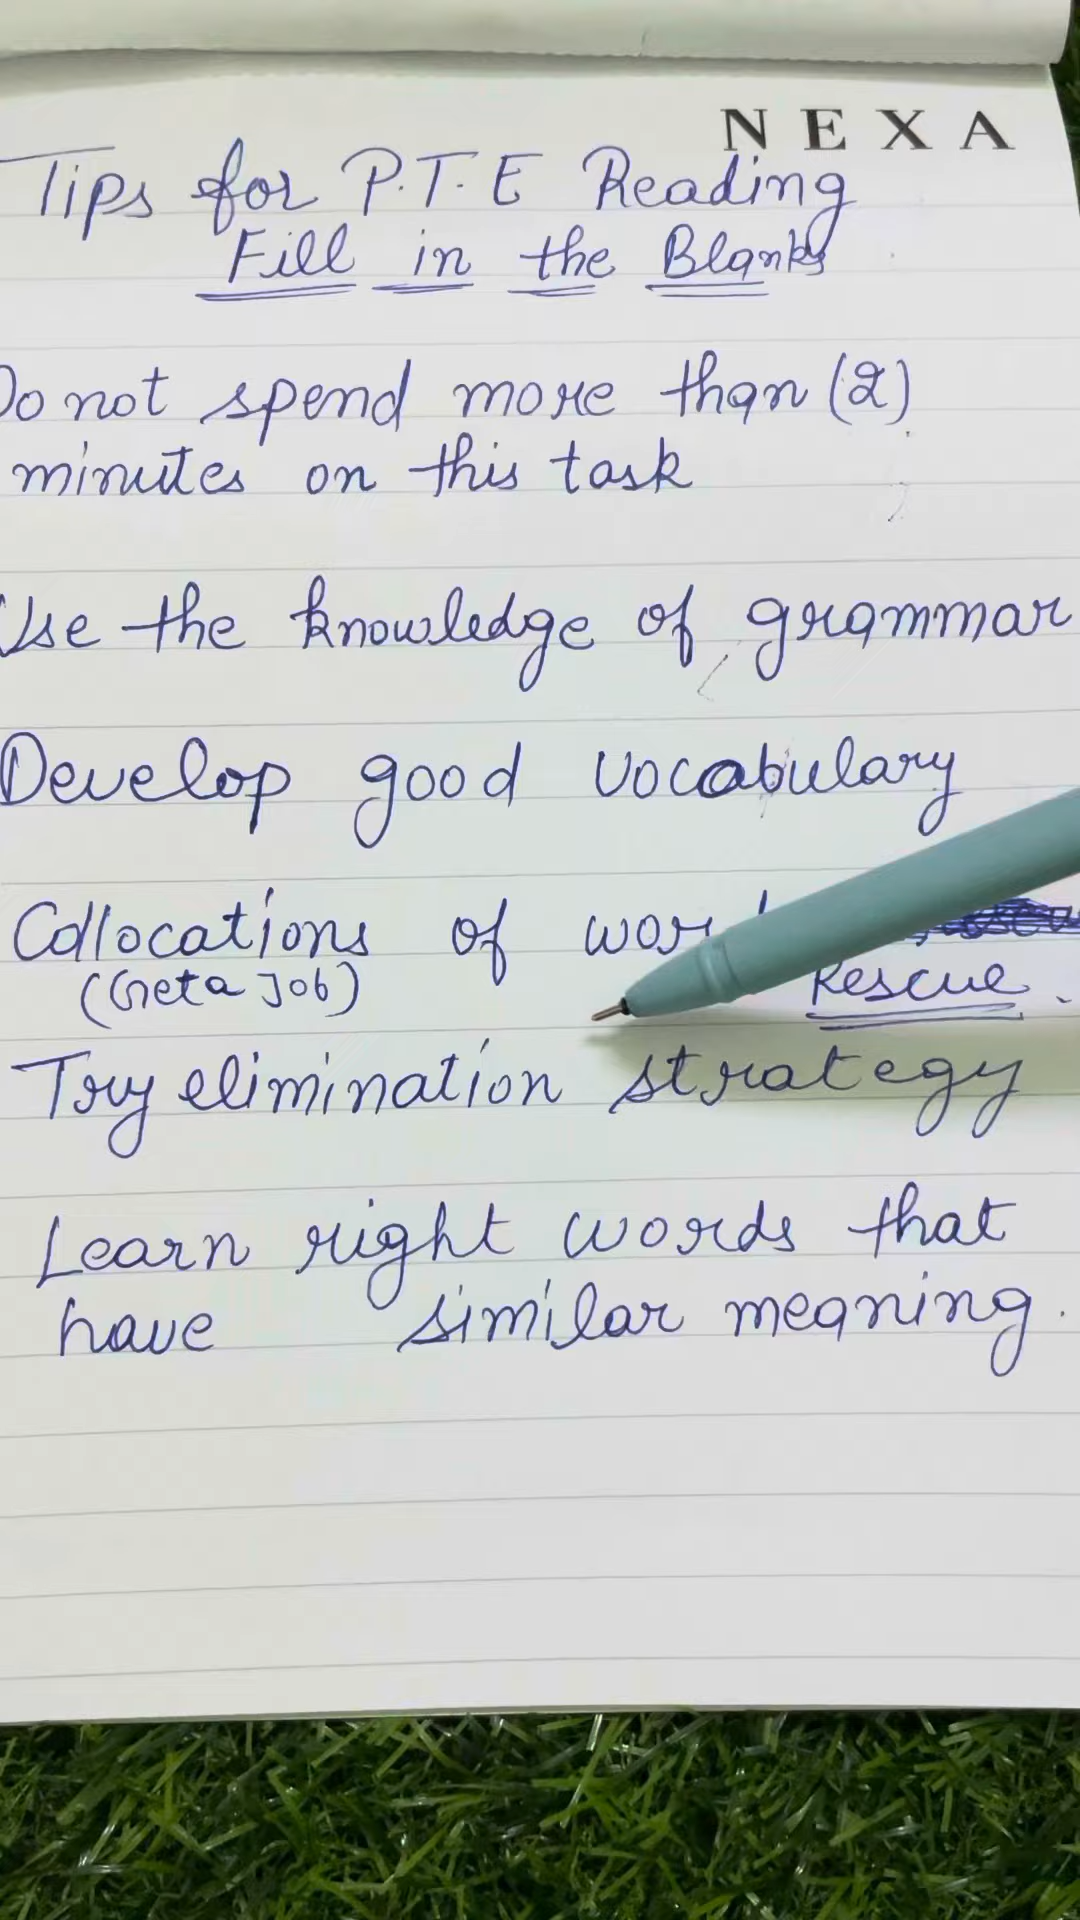 NEXA
Tips for P.T.E Reading
Fill in the Blanks
Do not spend more than (2)
minutes on this task
Use the knowledge of grammar
Develop good vocabulary
Collocations of
(Get a Job) Rescue
Try elimination strategy
Learn right words that
have similar meaning.